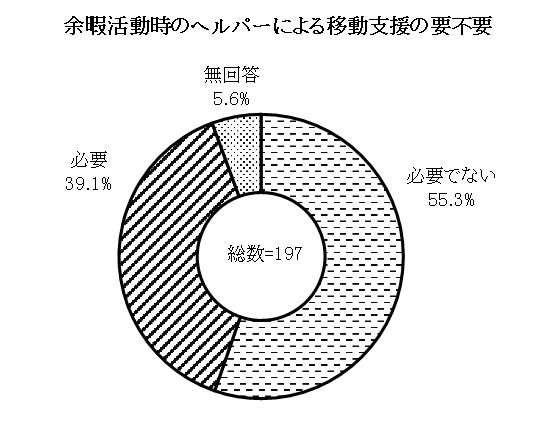 余暇活動時のヘルパーによる移動支援の要不要
無回答
5.6%
必要
39.1%
必要でない
55.3%
総数=197